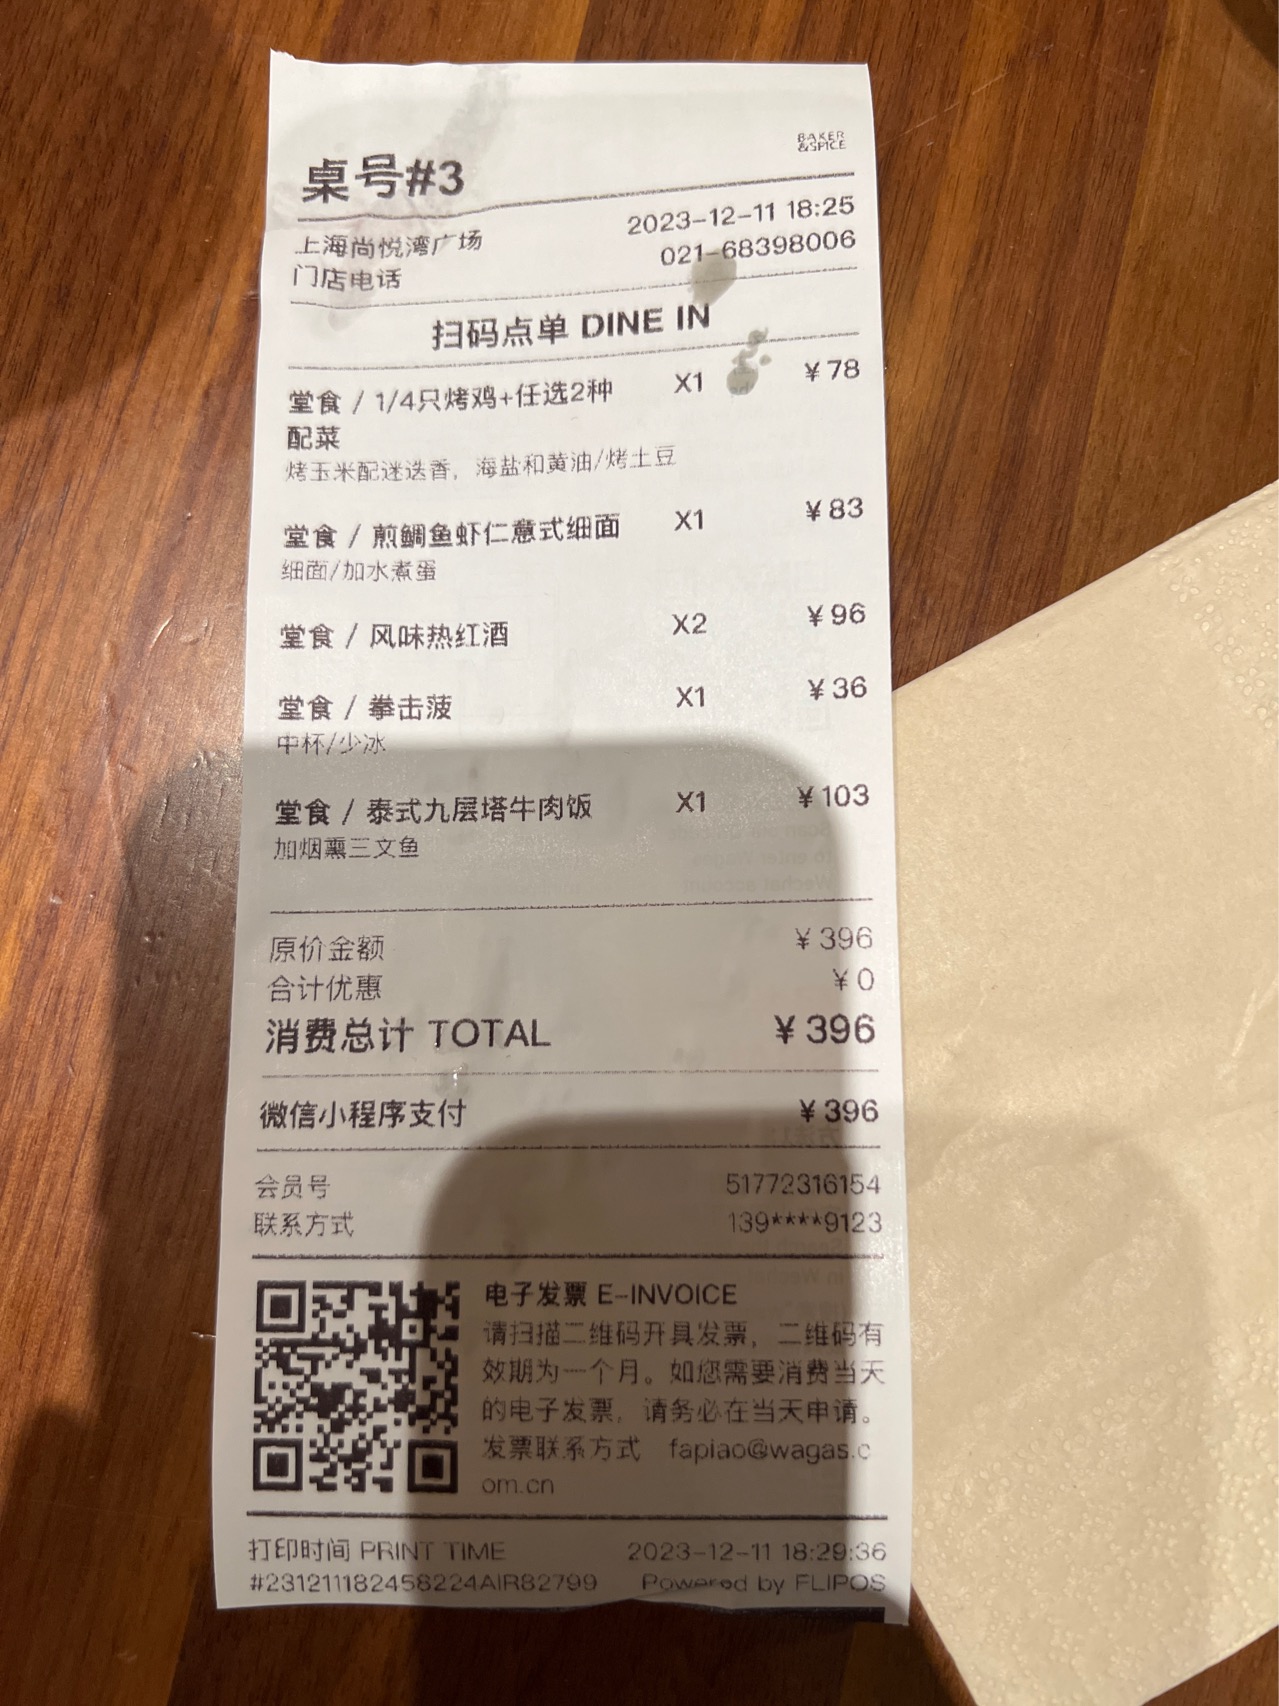 BAKER
&SPICE
桌号#3
上海尚悦湾广场 2023-12-11 18:25
门店电话 021-68398006
扫码点单 DINE IN
堂食 / 1/4只烤鸡+任选2种 X1 ¥78
配菜
烤玉米配迷迭香，海盐和黄油/烤土豆
堂食 / 煎鲷鱼虾仁意式细面 X1 ¥83
细面/加水煮蛋
堂食 / 风味热红酒 X2 ¥96
堂食 / 拳击菠 X1 ¥36
中杯/少冰
堂食 / 泰式九层塔牛肉饭 X1 ¥103
加烟熏三文鱼
原价金额 ¥396
合计优惠 ¥0
消费总计 TOTAL ¥396
微信小程序支付 ¥396
会员号 51772316154
联系方式 139****9123
电子发票 E-INVOICE
请扫描二维码开具发票，二维码有
效期为一个月。如您需要消费当天
的电子发票，请务必在当天申请。
发票联系方式 fapiao@wagas.c
om.cn
打印时间 PRINT TIME 2023-12-11 18:29:36
#231211182458224AIR82799 Powered by FLIPOS